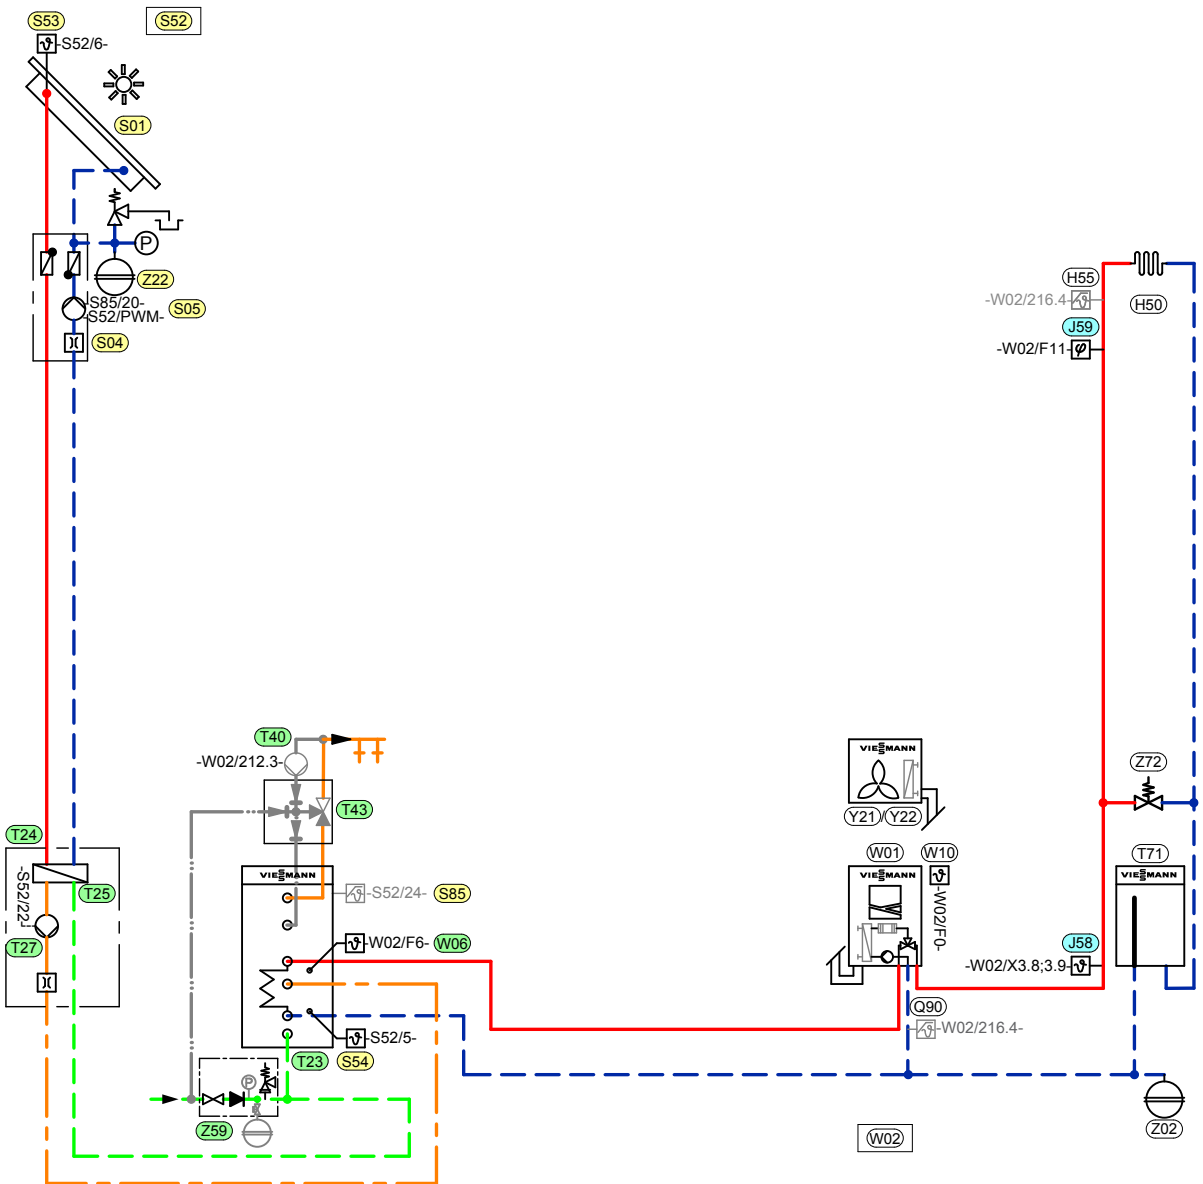 S53
S52
-S52/6-
S01
P
Z22
-S85/20-
-S52/PWM-
S05
S04
H55
-W02/216.4-
H50
J59
-W02/F11-
φ
T40
-W02/212.3-
T43
T24
T25
-S52/22-
T27
VIESMANN
-S52/24-
S85
-W02/F6-
W06
-S52/5-
T23
S54
P
Z59
VIESMANN
Y21/Y22
W01
W10
VIESMANN
-W02/F0-
Z72
T71
VIESMANN
J58
-W02/X3.8;3.9-
Q90
-W02/216.4-
Z02
W02